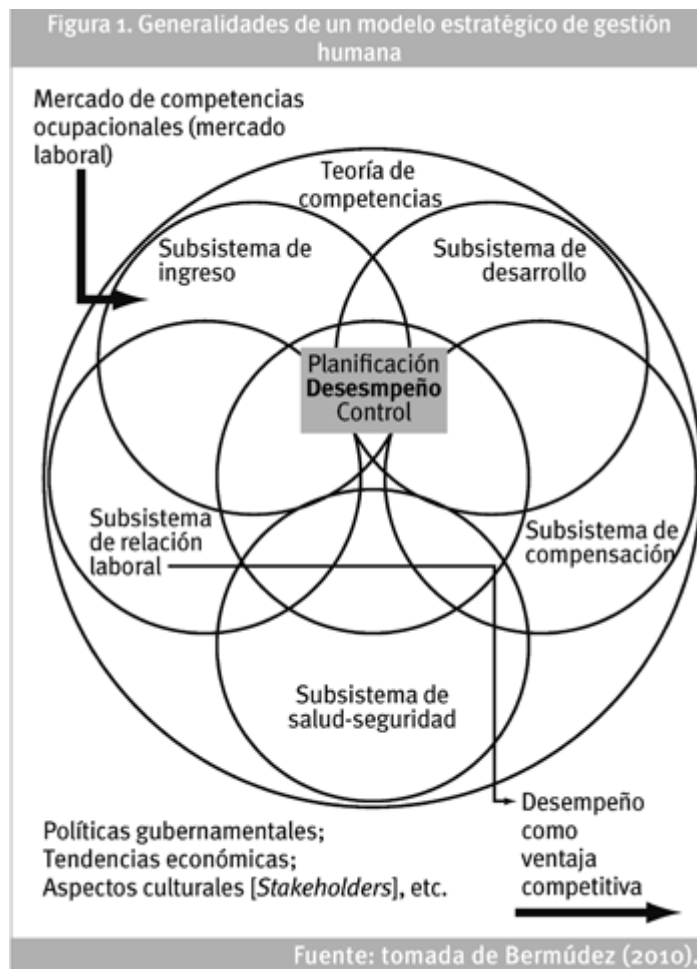 Figura 1. Generalidades de un modelo estratégico de gestión
humana
Mercado de competencias
ocupacionales (mercado
laboral)
Teoría de
competencias
Subsistema de
ingreso
Subsistema de
desarrollo
Planificación
Desesmpeño
Control
Subsistema
de relación
laboral
Subsistema de
compensación
Subsistema de
salud-seguridad
Políticas gubernamentales;
Tendencias económicas;
Aspectos culturales [Stakeholders], etc.
Desempeño
como
ventaja
competitiva
Fuente: tomada de Bermúdez (2010).